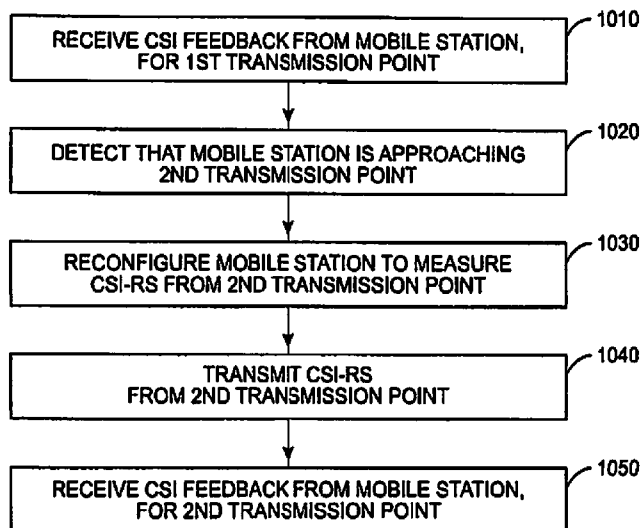 1010
RECEIVE CSI FEEDBACK FROM MOBILE STATION,
FOR 1ST TRANSMISSION POINT
1020
DETECT THAT MOBILE STATION IS APPROACHING
2ND TRANSMISSION POINT
1030
RECONFIGURE MOBILE STATION TO MEASURE
CSI-RS FROM 2ND TRANSMISSION POINT
1040
TRANSMIT CSI-RS
FROM 2ND TRANSMISSION POINT
1050
RECEIVE CSI FEEDBACK FROM MOBILE STATION,
FOR 2ND TRANSMISSION POINT